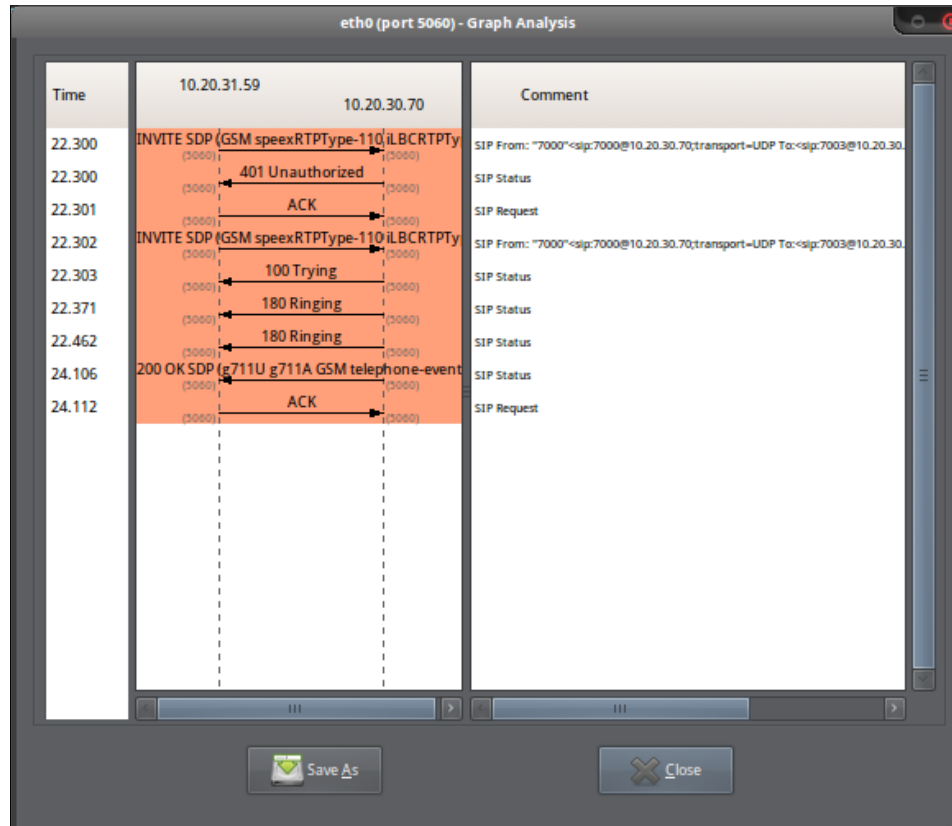 eth0 (port 5060) - Graph Analysis
Time
10.20.31.59
10.20.30.70
Comment
22.300
INVITE SDP (GSM speexRTPType-110 iLBCRTPTy
(5060)
(5060)
SIP From: "7000"<sip:7000@10.20.30.70;transport=UDP To:<sip:7003@10.20.30.
22.300
401 Unauthorized
(5060)
(5060)
SIP Status
22.301
ACK
(5060)
(5060)
SIP Request
22.302
INVITE SDP (GSM speexRTPType-110 iLBCRTPTy
(5060)
(5060)
SIP From: "7000"<sip:7000@10.20.30.70;transport=UDP To:<sip:7003@10.20.30.
22.303
100 Trying
(5060)
(5060)
SIP Status
22.371
180 Ringing
(5060)
(5060)
SIP Status
22.462
180 Ringing
(5060)
(5060)
SIP Status
24.106
200 OK SDP (g711U g711A GSM telephone-event
(5060)
(5060)
SIP Status
24.112
ACK
(5060)
(5060)
SIP Request
Save As
Close